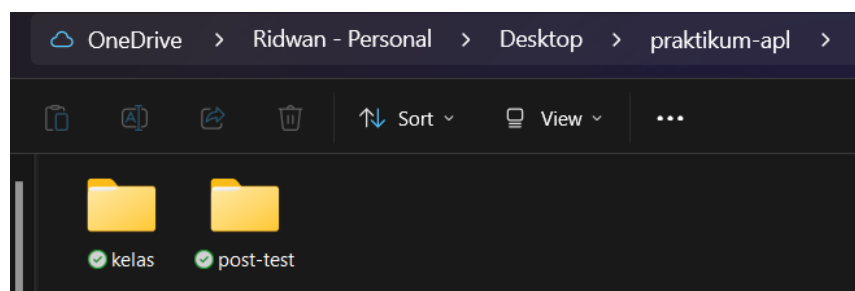 OneDrive > Ridwan - Personal > Desktop > praktikum-apl >
Sort View
kelas post-test